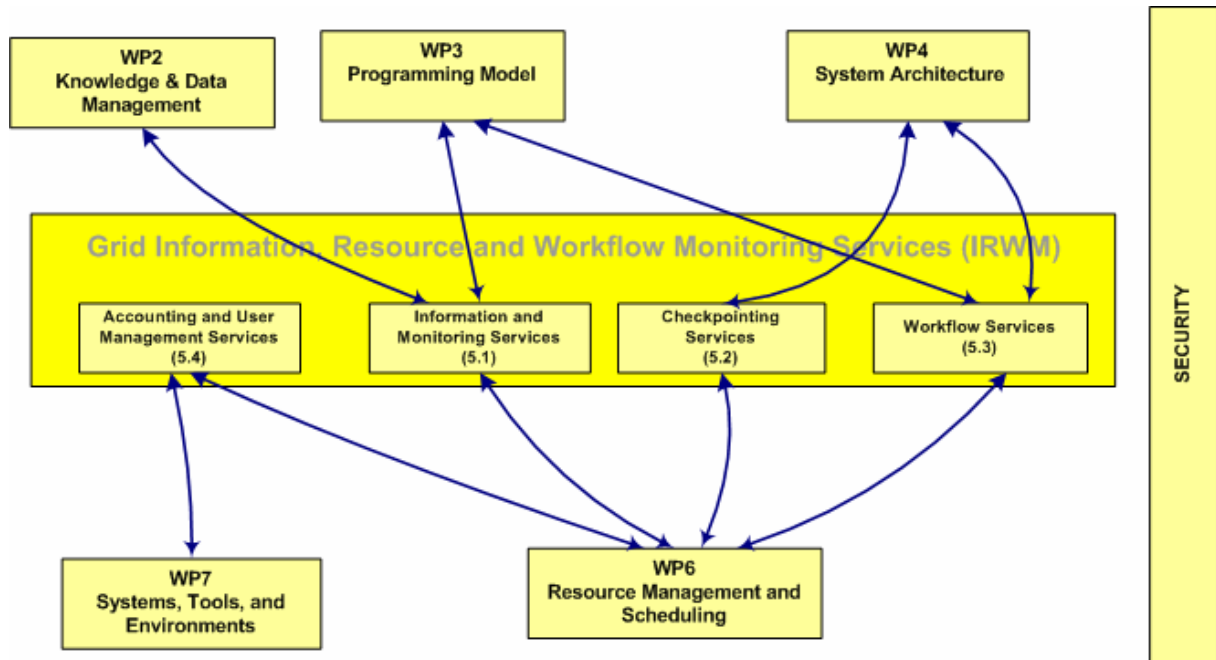 WP2
Knowledge & Data
Management
WP3
Programming Model
WP4
System Architecture
Grid Information, Resource and Workflow Monitoring Services (IRWM)
Accounting and User
Management Services
(5.4)
Information and
Monitoring Services
(5.1)
Checkpointing
Services
(5.2)
Workflow Services
(5.3)
WP7
Systems, Tools, and
Environments
WP6
Resource Management and
Scheduling
SECURITY